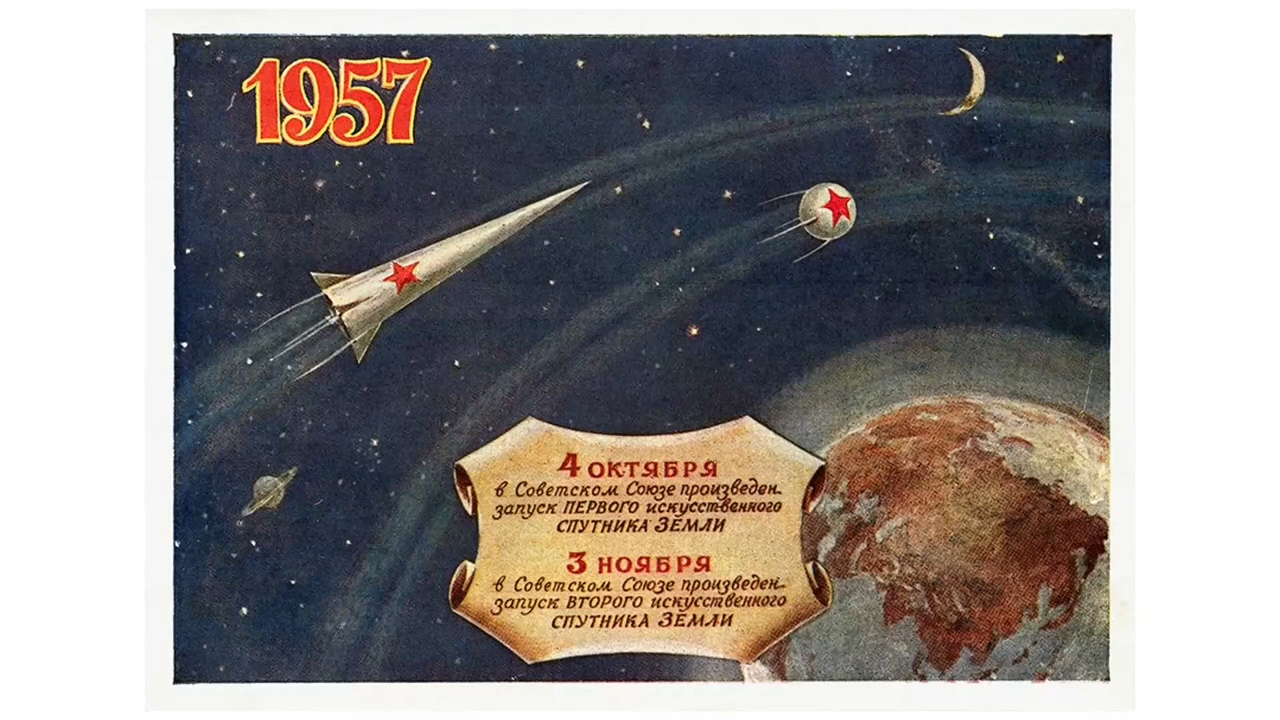 1957
4 ОКТЯБРЯ
в Советском Союзе произведен
запуск ПЕРВОГО искусственного
СПУТНИКА ЗЕМЛИ
3 НОЯБРЯ
в Советском Союзе произведен
запуск ВТОРОГО искусственного
СПУТНИКА ЗЕМЛИ